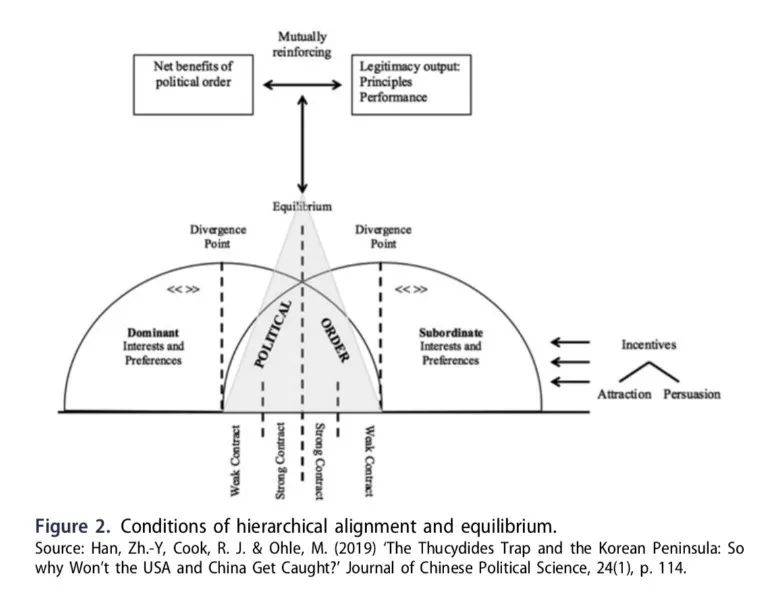 Mutually
reinforcing
Net benefits of
political order
Legitimacy output:
Principles
Performance
Equilibrium
Divergence
Point
Divergence
Point
<< >>
<< >>
Dominant
Interests and
Preferences
POLITICAL
ORDER
Subordinate
Interests and
Preferences
Incentives
Attraction Persuasion
Weak Contract
Strong Contract
Strong Contract
Weak Contract
Figure 2. Conditions of hierarchical alignment and equilibrium.
Source: Han, Zh.-Y, Cook, R. J. & Ohle, M. (2019) ‘The Thucydides Trap and the Korean Peninsula: So
why Won’t the USA and China Get Caught?’ Journal of Chinese Political Science, 24(1), p. 114.